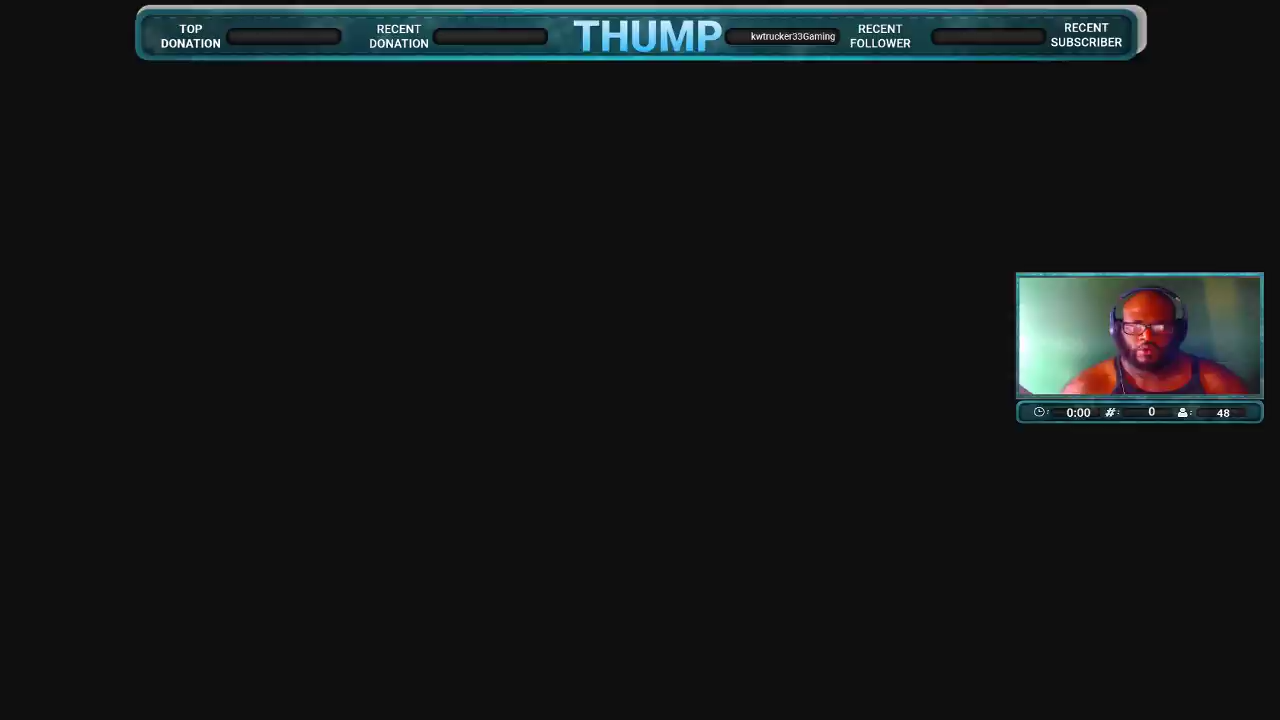 TOP
DONATION
RECENT
DONATION
THUMP
kwtrucker33Gaming
RECENT
FOLLOWER
RECENT
SUBSCRIBER
0:00 #: 0 : 48